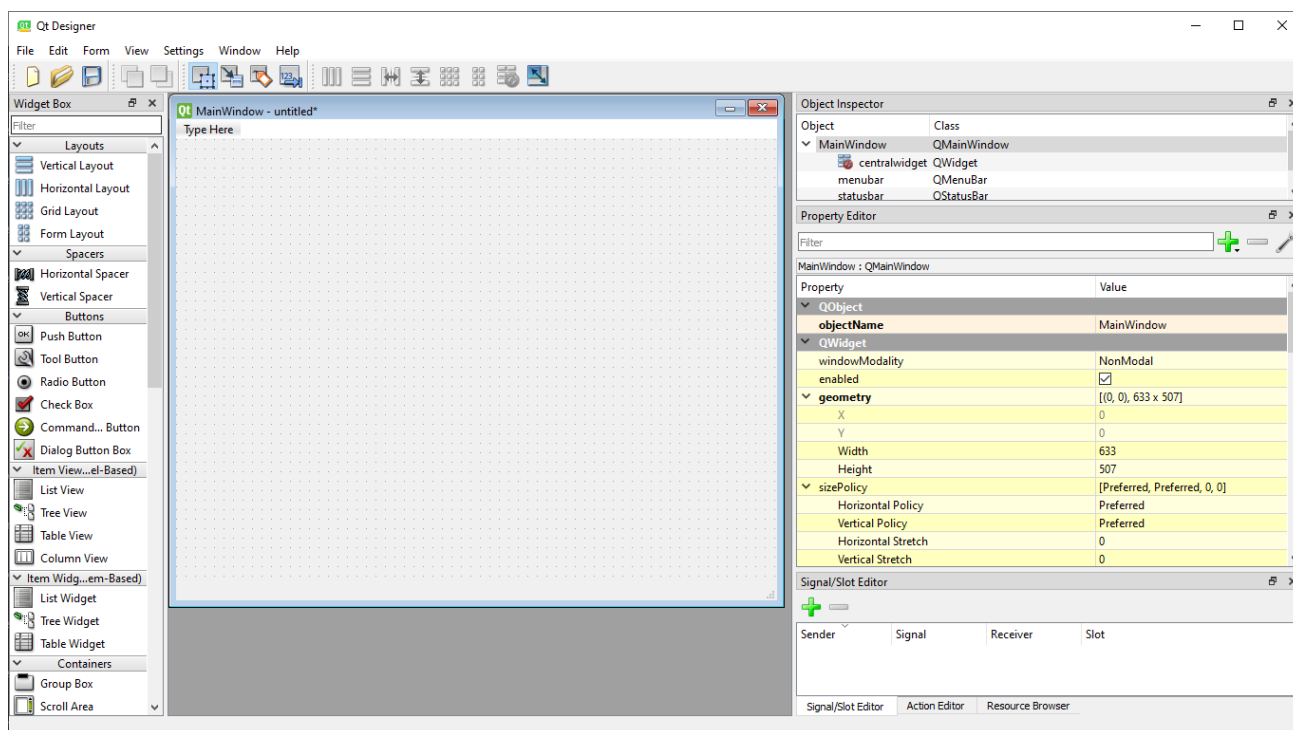 Qt Designer
File Edit Form View Settings Window Help
123
Widget Box
Filter
Layouts
Vertical Layout
Horizontal Layout
Grid Layout
Form Layout
Spacers
Horizontal Spacer
Vertical Spacer
Buttons
OK Push Button
Tool Button
Radio Button
Check Box
Command... Button
Dialog Button Box
Item View...el-Based)
List View
Tree View
Table View
Column View
Item Widg...em-Based)
List Widget
Tree Widget
Table Widget
Containers
Group Box
Scroll Area
Qt MainWindow - untitled*
Type Here
Object Inspector
Object Class
MainWindow QMainWindow
centralwidget QWidget
menubar QMenuBar
statusbar QStatusBar
Property Editor
Filter
MainWindow : QMainWindow
Property Value
QObject
objectName MainWindow
QWidget
windowModality NonModal
enabled
geometry [(0, 0), 633 x 507]
X 0
Y 0
Width 633
Height 507
sizePolicy [Preferred, Preferred, 0, 0]
Horizontal Policy Preferred
Vertical Policy Preferred
Horizontal Stretch 0
Vertical Stretch 0
Signal/Slot Editor
Sender Signal Receiver Slot
Signal/Slot Editor Action Editor Resource Browser